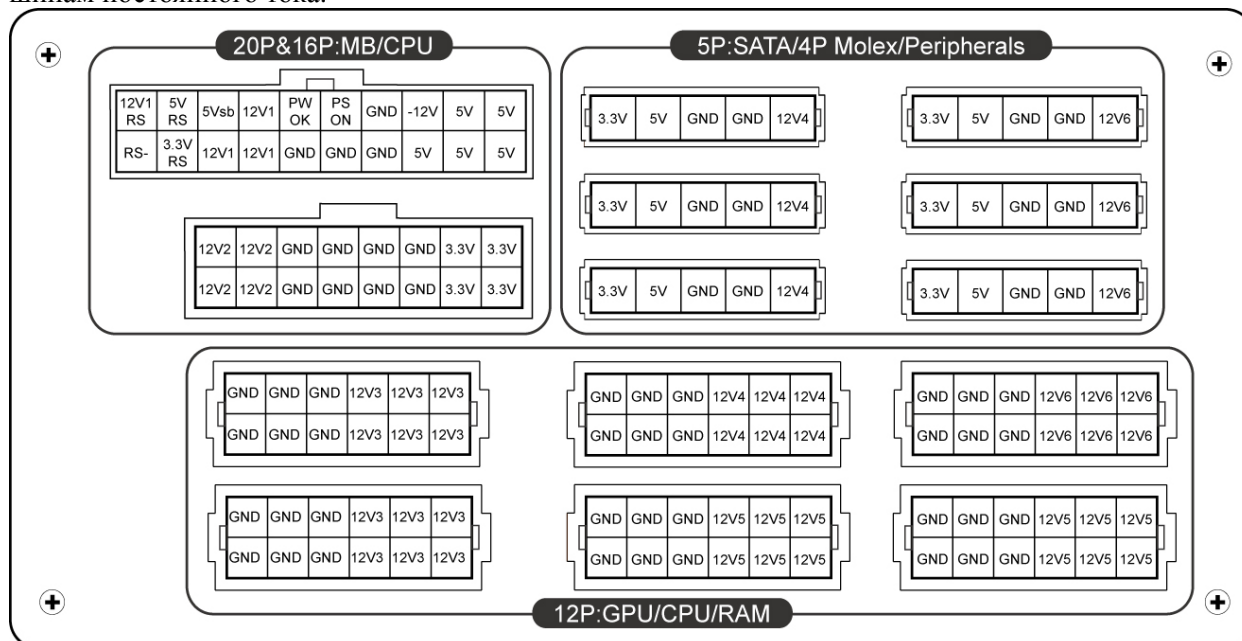 шинам постоянного тока.
20P&16P:MB/CPU
12V1 RS 5V RS 5Vsb 12V1 PW OK PS ON GND -12V 5V 5V
RS- 3.3V RS 12V1 12V1 GND GND GND 5V 5V 5V
12V2 12V2 GND GND GND GND 3.3V 3.3V
12V2 12V2 GND GND GND GND 3.3V 3.3V
5P:SATA/4P Molex/Peripherals
3.3V 5V GND GND 12V4
3.3V 5V GND GND 12V6
3.3V 5V GND GND 12V4
3.3V 5V GND GND 12V6
3.3V 5V GND GND 12V4
3.3V 5V GND GND 12V6
GND GND GND 12V3 12V3 12V3
GND GND GND 12V3 12V3 12V3
GND GND GND 12V4 12V4 12V4
GND GND GND 12V4 12V4 12V4
GND GND GND 12V6 12V6 12V6
GND GND GND 12V6 12V6 12V6
GND GND GND 12V3 12V3 12V3
GND GND GND 12V3 12V3 12V3
GND GND GND 12V5 12V5 12V5
GND GND GND 12V5 12V5 12V5
GND GND GND 12V5 12V5 12V5
GND GND GND 12V5 12V5 12V5
12P:GPU/CPU/RAM